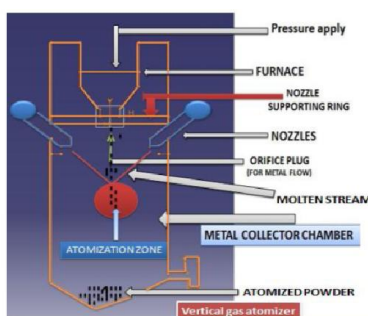 Pressure apply
FURNACE
NOZZLE
SUPPORTING RING
NOZZLES
ORIFICE PLUG
(FOR METAL FLOW)
MOLTEN STREAM
METAL COLLECTOR CHAMBER
ATOMIZATION ZONE
ATOMIZED POWDER
Vertical gas atomizer